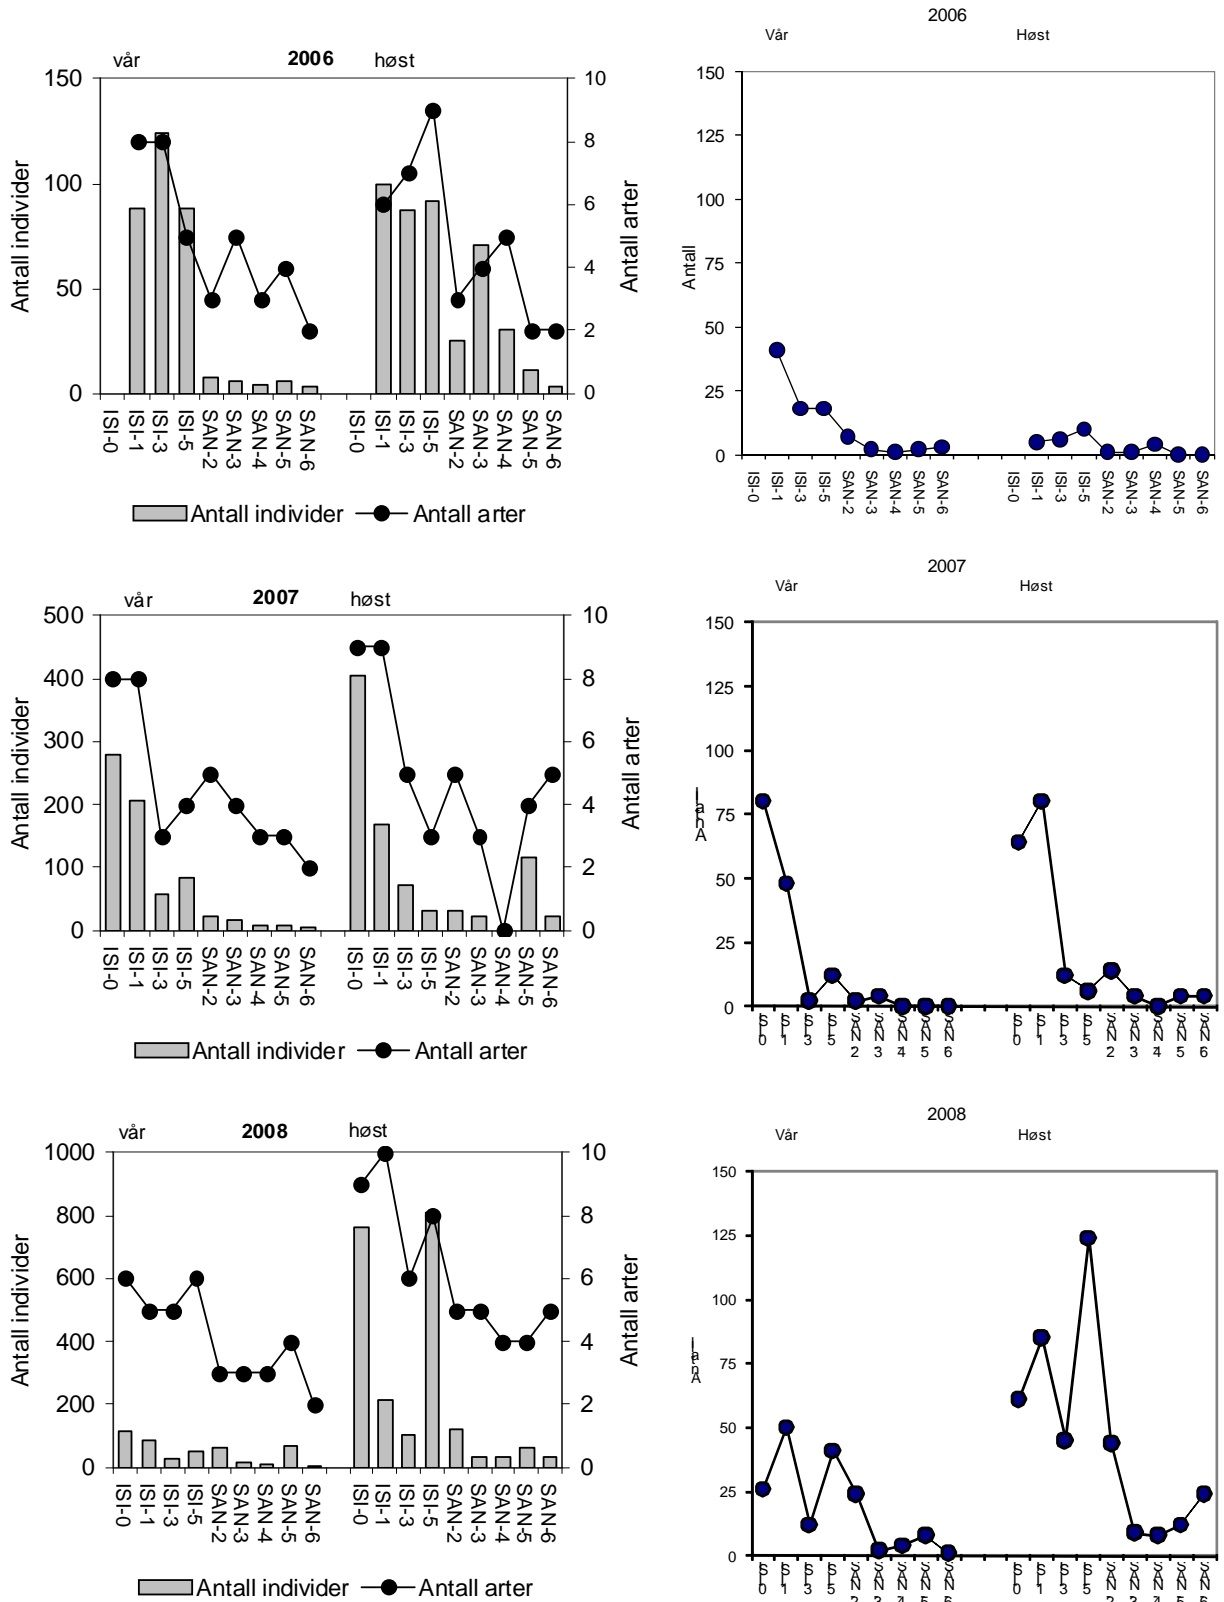 vår 2006 høst
150 10
100 8
50 6
0 4
2
0
Antall individer
Antall arter
ISI-0 ISI-1 ISI-3 ISI-5 SAN-2 SAN-3 SAN-4 SAN-5 SAN-6 ISI-0 ISI-1 ISI-3 ISI-5 SAN-2 SAN-3 SAN-4 SAN-5 SAN-6
Antall individer Antall arter
2006
Vår Høst
150
125
100
75
50
25
0
Antall
ISI-0 ISI-1 ISI-3 ISI-5 SAN-2 SAN-3 SAN-4 SAN-5 SAN-6 ISI-0 ISI-1 ISI-3 ISI-5 SAN-2 SAN-3 SAN-4 SAN-5 SAN-6
vår 2007 høst
500 10
400 8
300 6
200 4
100 2
0 0
Antall individer
Antall arter
ISI-0 ISI-1 ISI-3 ISI-5 SAN-2 SAN-3 SAN-4 SAN-5 SAN-6 ISI-0 ISI-1 ISI-3 ISI-5 SAN-2 SAN-3 SAN-4 SAN-5 SAN-6
Antall individer Antall arter
2007
Vår Høst
150
125
100
75
50
25
0
vår 2008 høst
1000 10
800 8
600 6
400 4
200 2
0 0
Antall individer
Antall arter
ISI-0 ISI-1 ISI-3 ISI-5 SAN-2 SAN-3 SAN-4 SAN-5 SAN-6 ISI-0 ISI-1 ISI-3 ISI-5 SAN-2 SAN-3 SAN-4 SAN-5 SAN-6
Antall individer Antall arter
2008
Vår Høst
150
125
100
75
50
25
0